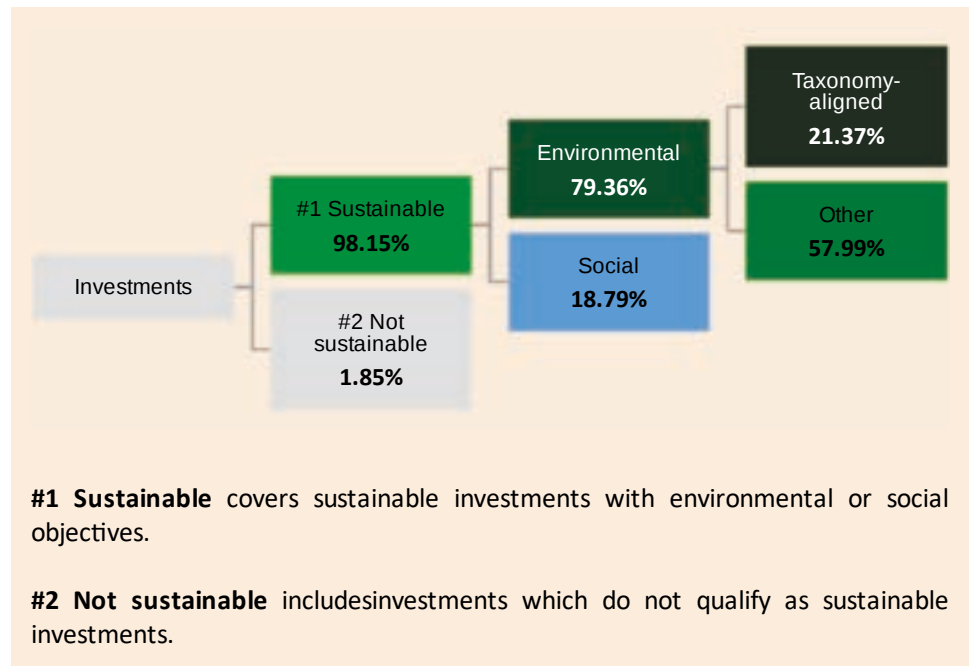 Investments
#1 Sustainable
98.15%
#2 Not
sustainable
1.85%
Environmental
79.36%
Social
18.79%
Taxonomy-
aligned
21.37%
Other
57.99%
#1 Sustainable covers sustainable investments with environmental or social
objectives.
#2 Not sustainable includesinvestments which do not qualify as sustainable
investments.